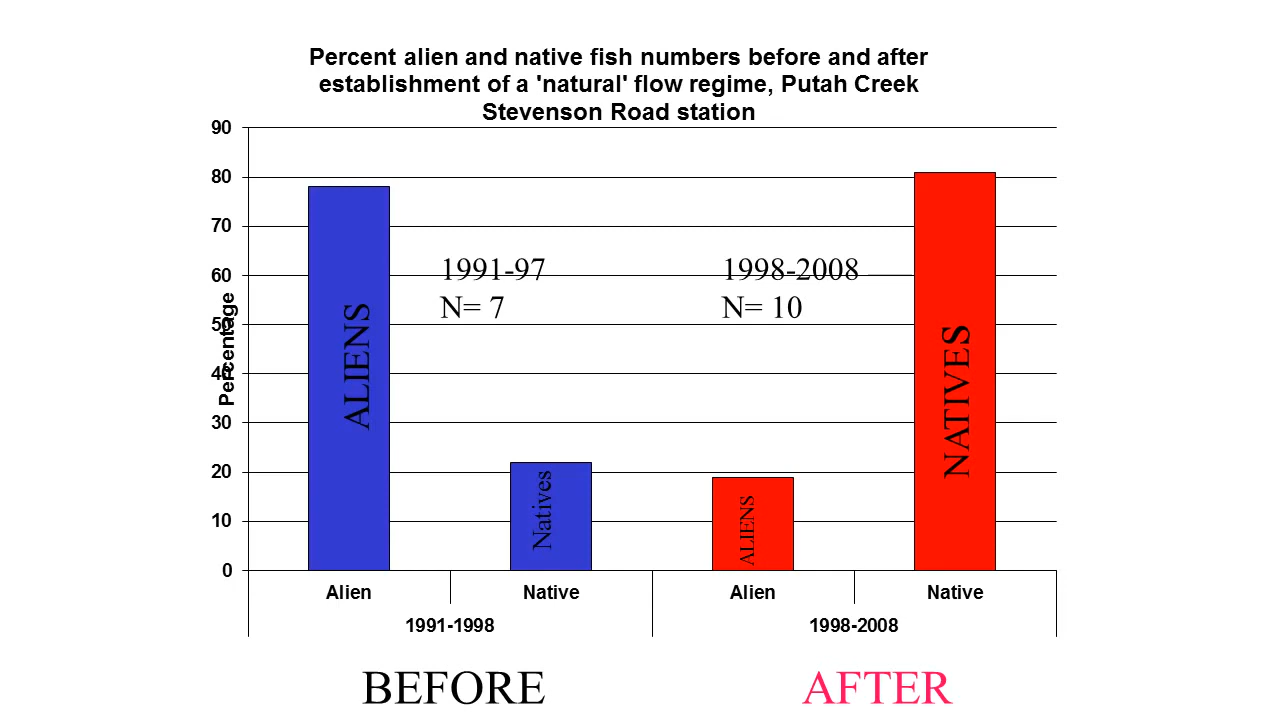 Percent alien and native fish numbers before and after
establishment of a 'natural' flow regime, Putah Creek
Stevenson Road station
90
80
70
60
50
40
30
20
10
0
Percentage
1991-97
N= 7
1998-2008
N= 10
ALIENS
Natives
ALIENS
NATIVES
Alien
Native
Alien
Native
1991-1998
1998-2008
BEFORE
AFTER